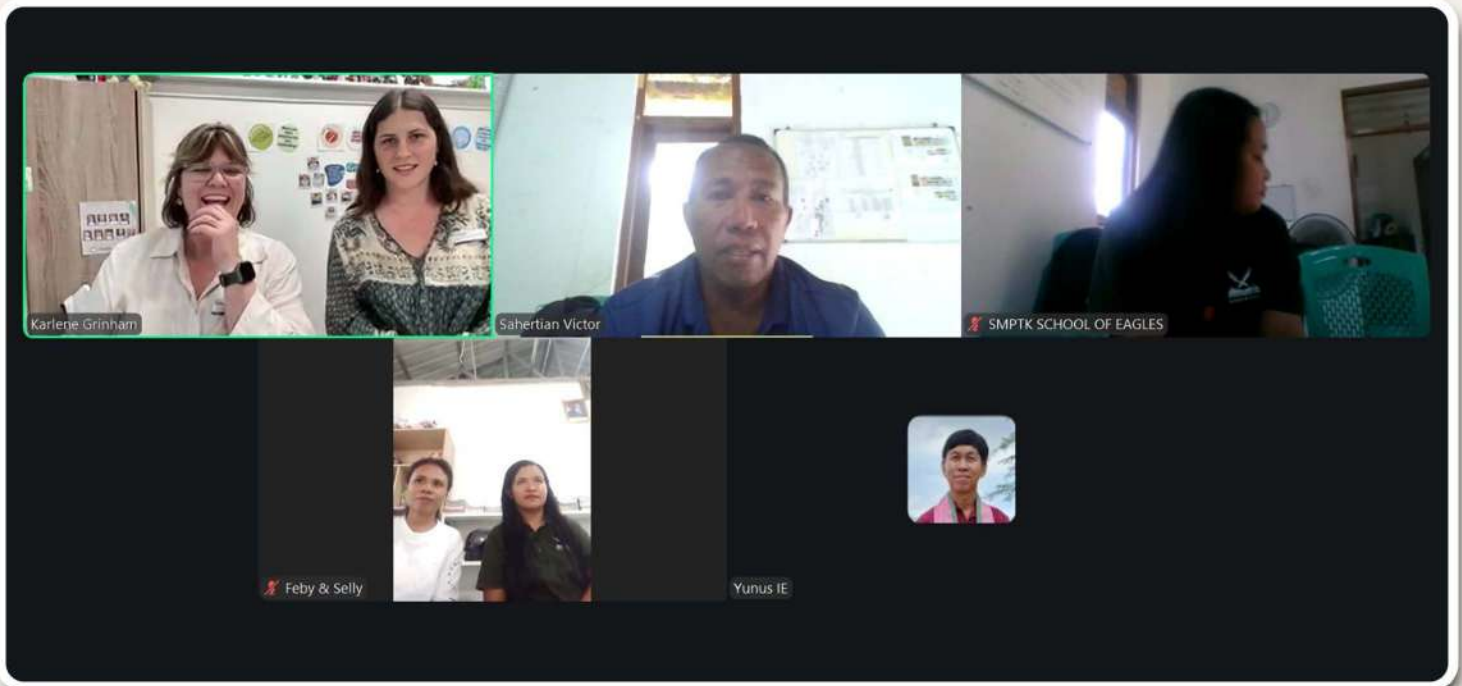 Karlene Grinham
Sahertian Victor
SMPTK SCHOOL OF EAGLES
Feby & Selly
Yunus IE